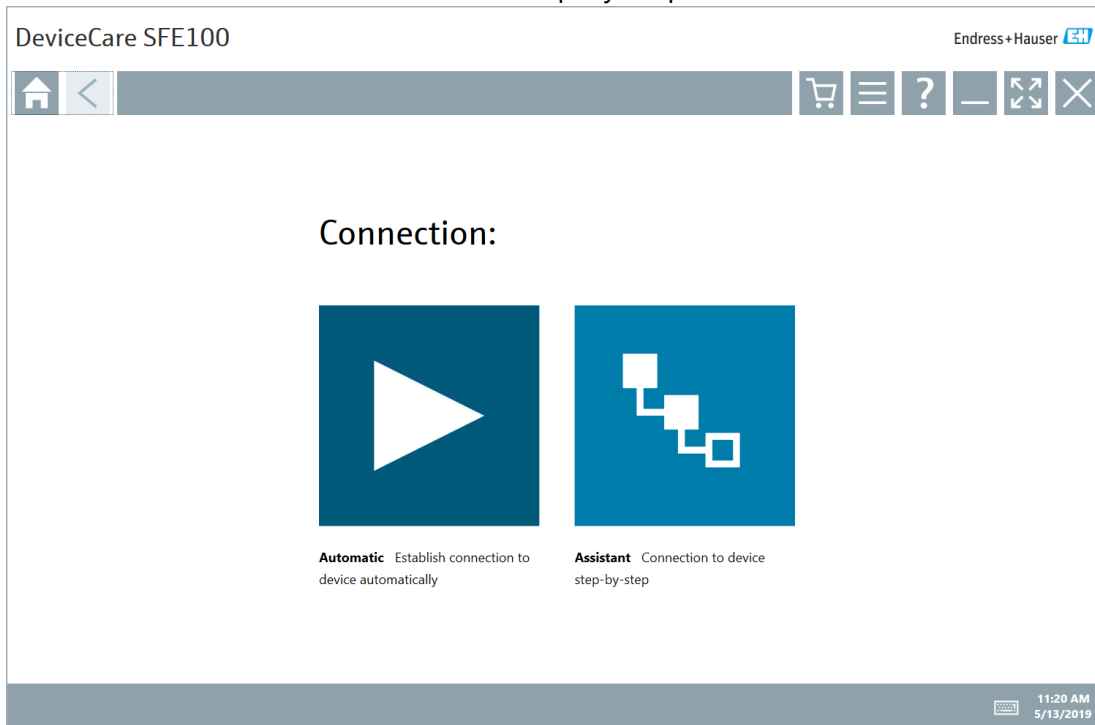 DeviceCare SFE100
Endress+Hauser EH
?
Connection:
Automatic Establish connection to
device automatically
Assistant Connection to device
step-by-step
11:20 AM
5/13/2019